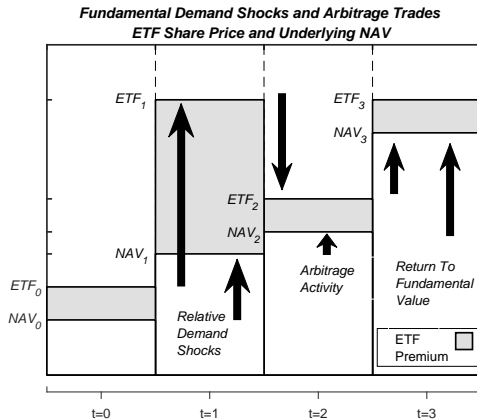 Fundamental Demand Shocks and Arbitrage Trades
ETF Share Price and Underlying NAV
ETF₁
ETF₃
NAV₃
ETF₂
NAV₂
NAV₁
ETF₀
NAV₀
Relative
Demand
Shocks
Arbitrage
Activity
Return To
Fundamental
Value
ETF
Premium
t=0 t=1 t=2 t=3